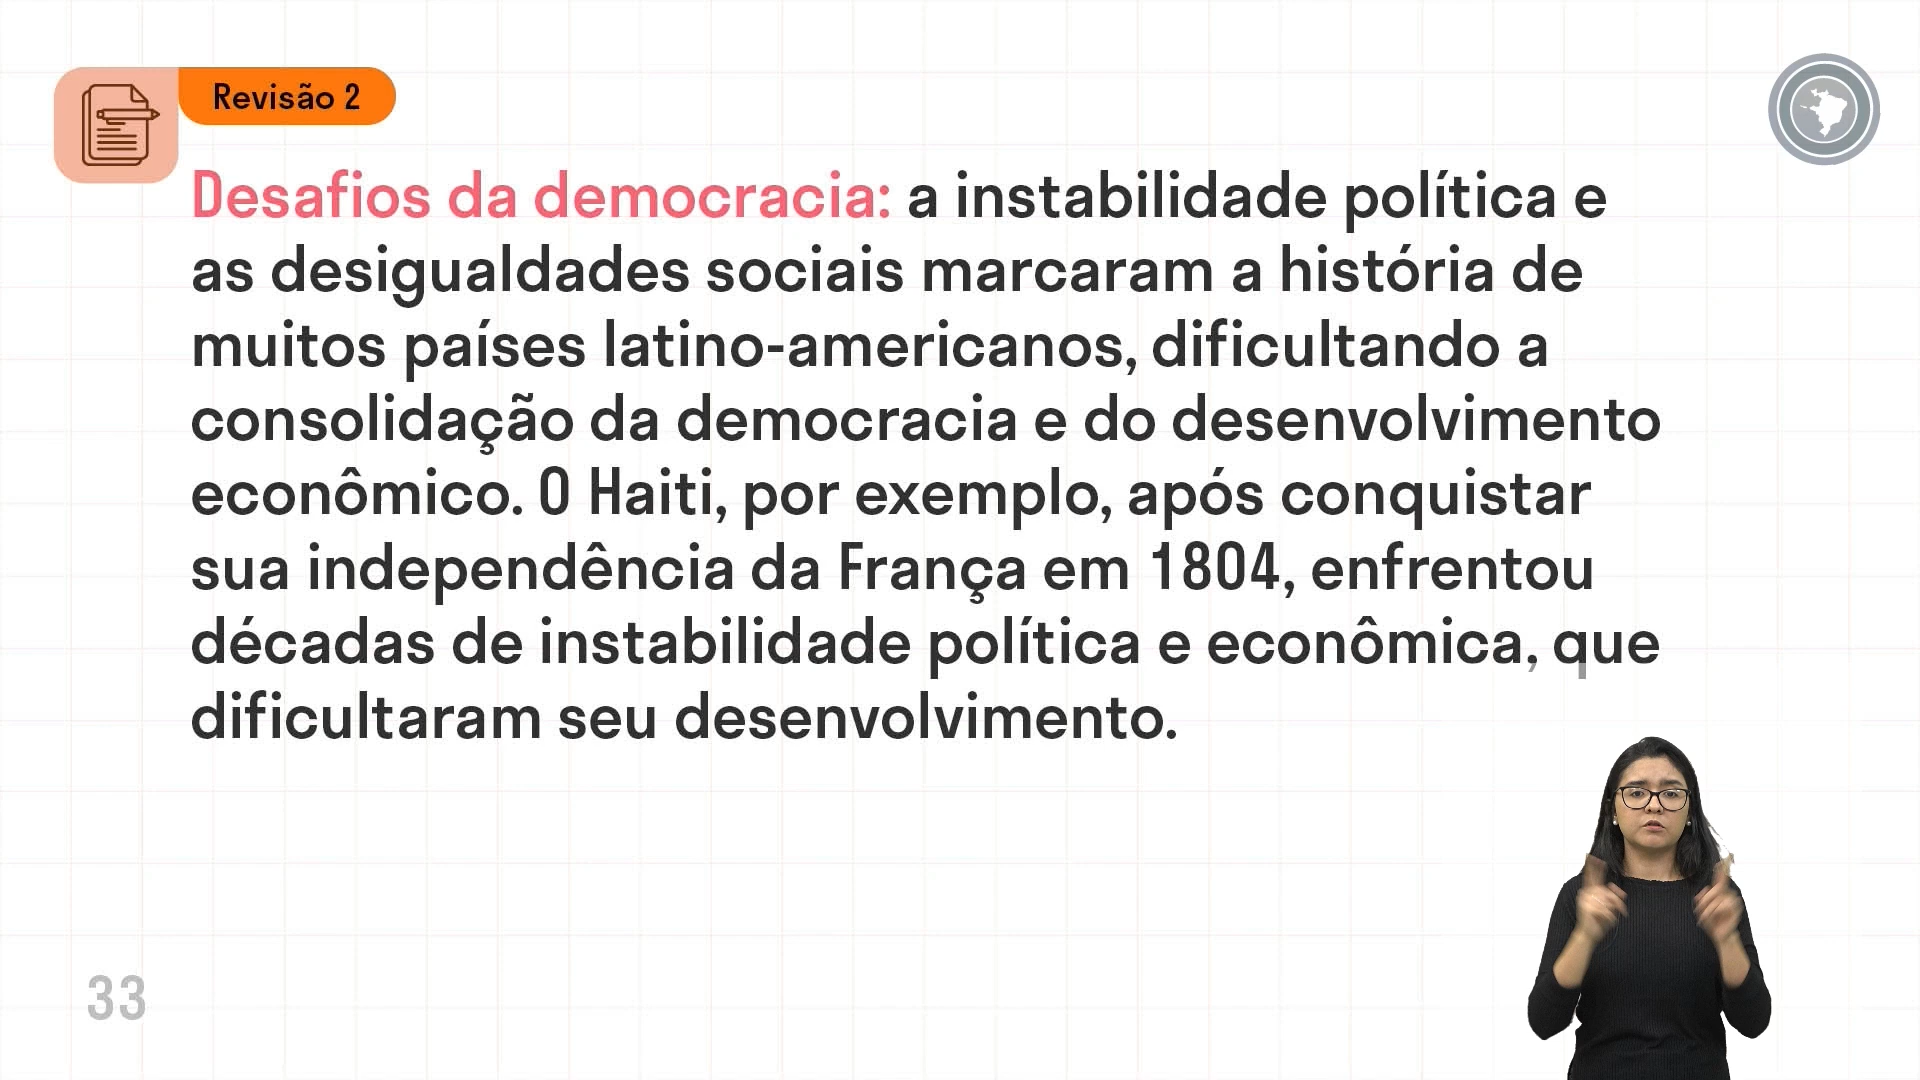 Revisão 2
Desafios da democracia: a instabilidade política e
as desigualdades sociais marcaram a história de
muitos países latino-americanos, dificultando a
consolidação da democracia e do desenvolvimento
econômico. O Haiti, por exemplo, após conquistar
sua independência da França em 1804, enfrentou
décadas de instabilidade política e econômica, que
dificultaram seu desenvolvimento.
33